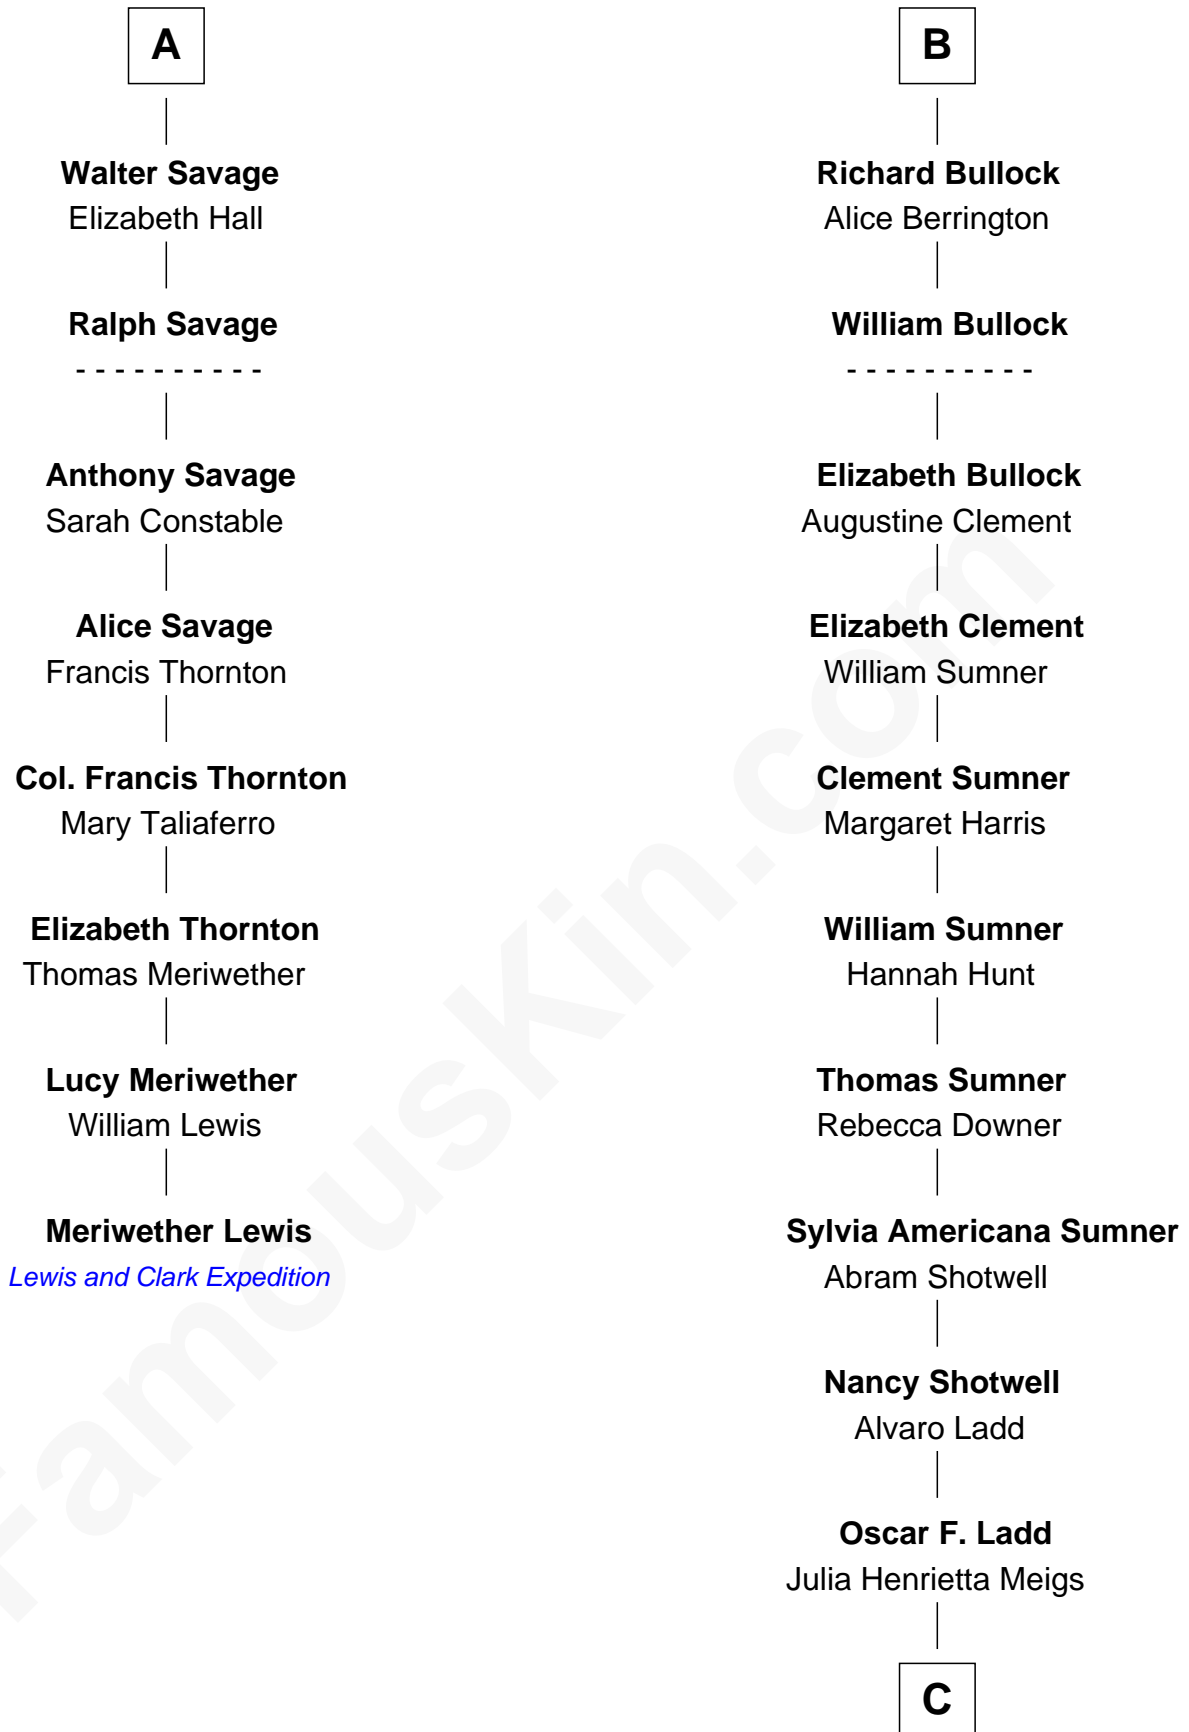 A
Walter Savage
Elizabeth Hall
Ralph Savage
- - - - - - - - - -
Anthony Savage
Sarah Constable
Alice Savage
Francis Thornton
Col. Francis Thornton
Mary Taliaferro
Elizabeth Thornton
Thomas Meriwether
Lucy Meriwether
William Lewis
Meriwether Lewis
Lewis and Clark Expedition
B
Richard Bullock
Alice Berrington
William Bullock
- - - - - - - - - -
Elizabeth Bullock
Augustine Clement
Elizabeth Clement
William Sumner
Clement Sumner
Margaret Harris
William Sumner
Hannah Hunt
Thomas Sumner
Rebecca Downer
Sylvia Americana Sumner
Abram Shotwell
Nancy Shotwell
Alvaro Ladd
Oscar F. Ladd
Julia Henrietta Meigs
C
FamousKin.com